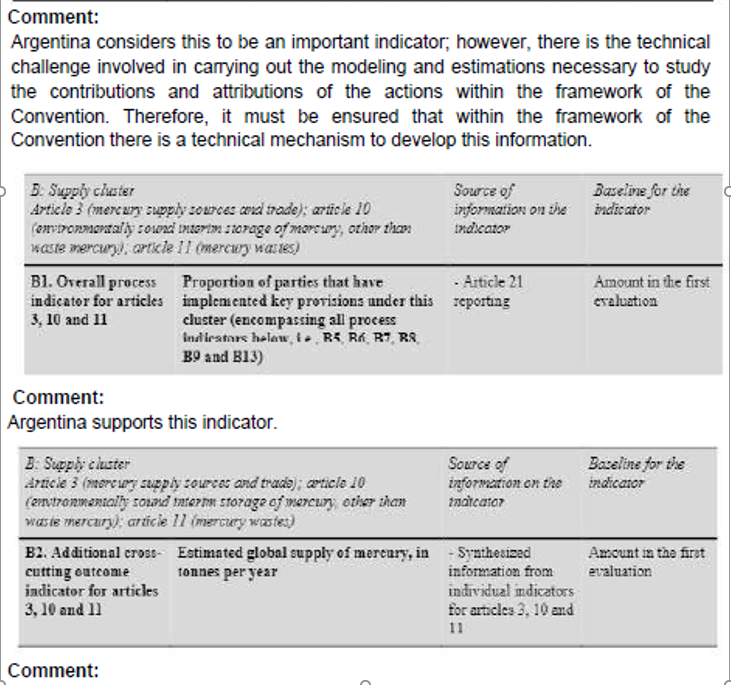 Comment:
Argentina considers this to be an important indicator; however, there is the technical
challenge involved in carrying out the modeling and estimations necessary to study
the contributions and attributions of the actions within the framework of the
Convention. Therefore, it must be ensured that within the framework of the
Convention there is a technical mechanism to develop this information.
B: Supply cluster
Article 3 (mercury supply sources and trade); article 10
(environmentally sound interim storage of mercury, other than
waste mercury), article 11 (mercury wastes)
Source of
information on the
indicator
Baseline for the
indicator
B1. Overall process
indicator for articles
3, 10 and 11
Proportion of parties that have
implemented key provisions under this
cluster (encompassing all process
indicators below, i.e., B5, B6, B7, B8,
B9 and B13)
- Article 21
reporting
Amount in the first
evaluation
Comment:
Argentina supports this indicator.
B: Supply cluster
Article 3 (mercury supply sources and trade); article 10
(environmentally sound interim storage of mercury, other than
waste mercury); article 11 (mercury wastes)
Source of
information on the
indicator
Baseline for the
indicator
B2. Additional cross-
cutting outcome
indicator for articles
3, 10 and 11
Estimated global supply of mercury, in
tonnes per year
- Synthesized
information from
individual indicators
for articles 3, 10 and
11
Amount in the first
evaluation
Comment: